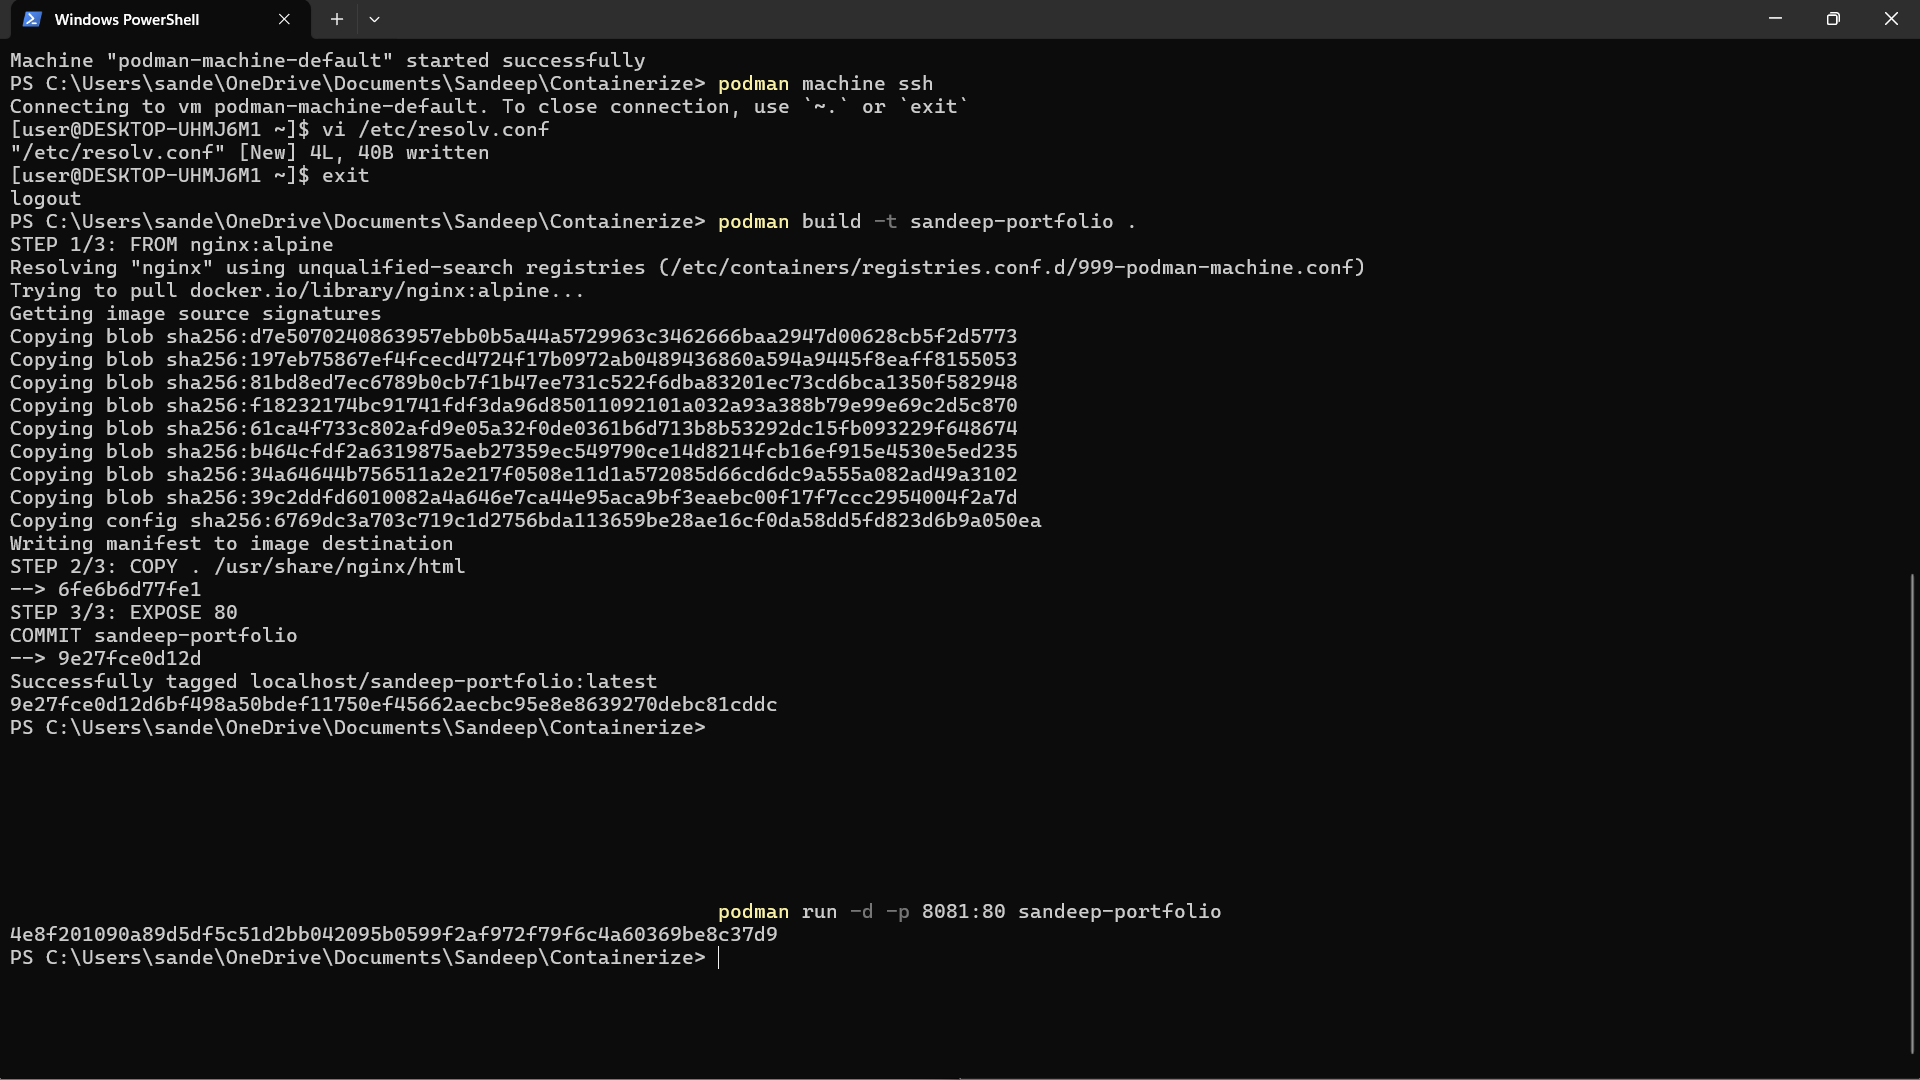 Windows PowerShell
Machine "podman-machine-default" started successfully
PS C:\Users\sande\OneDrive\Documents\Sandeep\Containerize> podman machine ssh
Connecting to vm podman-machine-default. To close connection, use `~.` or `exit`
[user@DESKTOP-UHMJ6M1 ~]$ vi /etc/resolv.conf
"/etc/resolv.conf" [New] 4L, 40B written
[user@DESKTOP-UHMJ6M1 ~]$ exit
logout
PS C:\Users\sande\OneDrive\Documents\Sandeep\Containerize> podman build -t sandeep-portfolio .
STEP 1/3: FROM nginx:alpine
Resolving "nginx" using unqualified-search registries (/etc/containers/registries.conf.d/999-podman-machine.conf)
Trying to pull docker.io/library/nginx:alpine...
Getting image source signatures
Copying blob sha256:d7e5070240863957ebb0b5a44a5729963c3462666baa2947d00628cb5f2d5773
Copying blob sha256:197eb75867ef4fcecd4724f17b0972ab0489436860a594a9445f8eaff8155053
Copying blob sha256:81bd8ed7ec6789b0cb7f1b47ee731c522f6dba83201ec73cd6bca1350f582948
Copying blob sha256:f18232174bc91741fdf3da96d85011092101a032a93a388b79e99e69c2d5c870
Copying blob sha256:61ca4f733c802afd9e05a32f0de0361b6d713b8b53292dc15fb093229f648674
Copying blob sha256:b464cfdf2a6319875aeb27359ec549790ce14d8214fcb16ef915e4530e5ed235
Copying blob sha256:34a64644b756511a2e217f0508e11d1a572085d66cd6dc9a555a082ad49a3102
Copying blob sha256:39c2ddfd6010082a4a646e7ca44e95aca9bf3eaebc00f17f7ccc2954004f2a7d
Copying config sha256:6769dc3a703c719c1d2756bda113659be28ae16cf0da58dd5fd823d6b9a050ea
Writing manifest to image destination
STEP 2/3: COPY . /usr/share/nginx/html
--> 6fe6b6d77fe1
STEP 3/3: EXPOSE 80
COMMIT sandeep-portfolio
--> 9e27fce0d12d
Successfully tagged localhost/sandeep-portfolio:latest
9e27fce0d12d6bf498a50bdef11750ef45662aecbc95e8e8639270debc81cddc
PS C:\Users\sande\OneDrive\Documents\Sandeep\Containerize>
podman run -d -p 8081:80 sandeep-portfolio
4e8f201090a89d5df5c51d2bb042095b0599f2af972f79f6c4a60369be8c37d9
PS C:\Users\sande\OneDrive\Documents\Sandeep\Containerize>